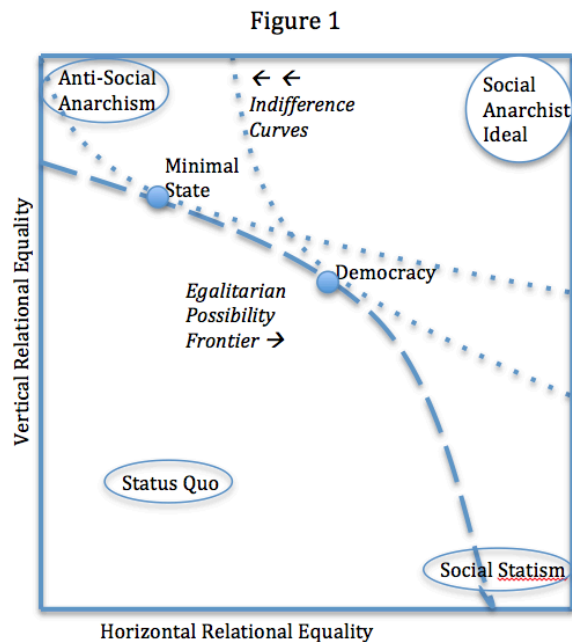 Figure 1
Anti-Social
Anarchism
← ←
Indifference
Curves
Social
Anarchist
Ideal
Minimal
State
Democracy
Egalitarian
Possibility
Frontier →
Vertical Relational Equality
Status Quo
Social Statism
Horizontal Relational Equality